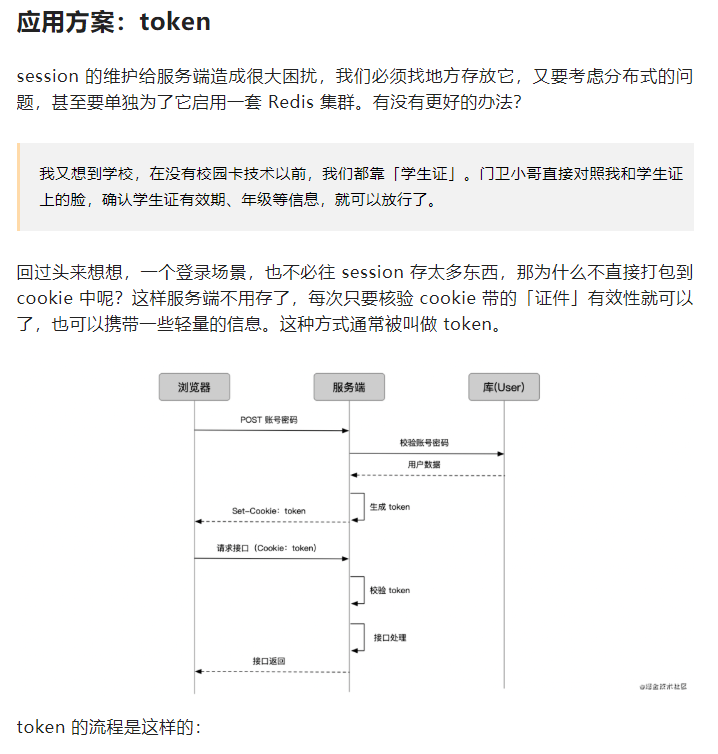 应用方案：token
session 的维护给服务端造成很大困扰，我们必须找地方存放它，又要考虑分布式的问
题，甚至要单独为了它启用一套 Redis 集群。有没有更好的办法？
我又想到学校，在没有校园卡技术以前，我们都靠「学生证」。门卫小哥直接对照我和学生证
上的脸，确认学生证有效期、年级等信息，就可以放行了。
回过头来想想，一个登录场景，也不必往 session 存太多东西，那为什么不直接打包到
cookie 中呢？这样服务端不用存了，每次只要核验 cookie 带的「证件」有效性就可以
了，也可以携带一些轻量的信息。这种方式通常被叫做 token。
浏览器
服务端
库(User)
POST 账号密码
校验账号密码
用户数据
生成 token
Set-Cookie：token
请求接口（Cookie：token）
校验 token
接口处理
接口返回
@掘金技术社区
token 的流程是这样的：